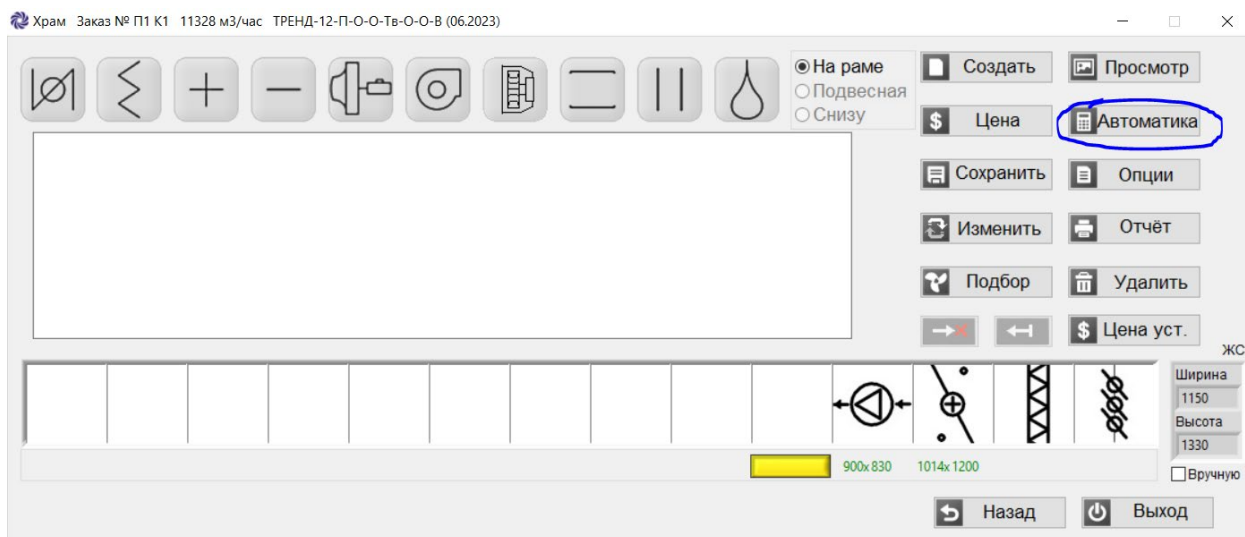 Храм Заказ № П1 К1 11328 м3/час ТРЕНД-12-П-О-О-Тв-О-О-В (06.2023)
На раме
Подвесная
Снизу
Создать
Просмотр
$ Цена
Автоматика
Сохранить
Опции
Изменить
Отчёт
Подбор
Удалить
$ Цена уст.
ЖС
Ширина
1150
Высота
1330
Вручную
900x830 1014x1200
Назад
Выход